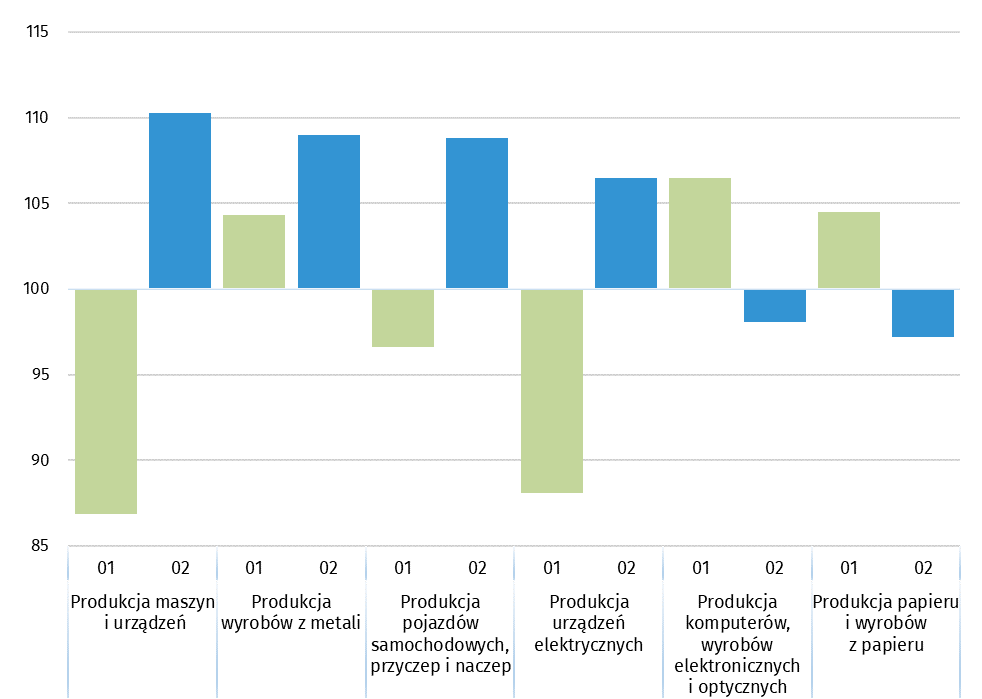 115
110
105
100
95
90
85
01 02 01 02 01 02 01 02 01 02 01 02
Produkcja maszyn
i urządzeń
Produkcja
wyrobów z metali
Produkcja
pojazdów
samochodowych,
przyczep i naczep
Produkcja
urządzeń
elektrycznych
Produkcja
komputerów,
wyrobów
elektronicznych
i optycznych
Produkcja papieru
i wyrobów
z papieru